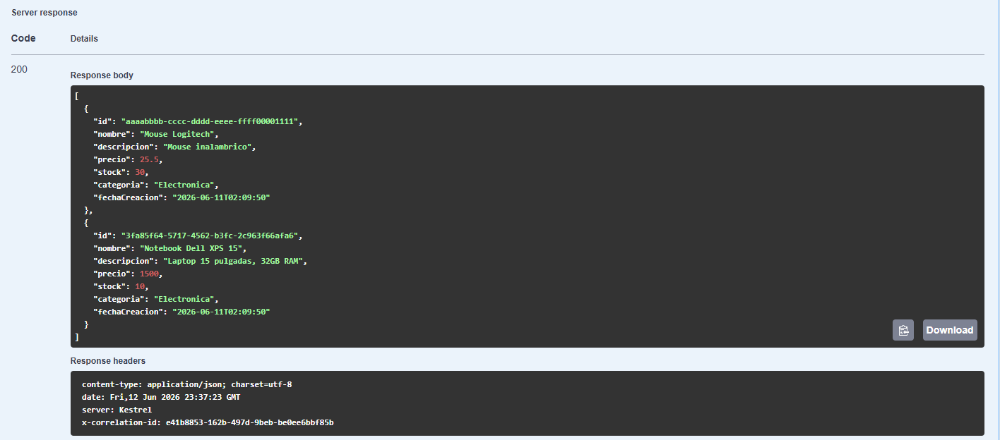 Server response
Code Details
200
Response body
[
  {
    "id": "aaaabbbb-cccc-dddd-eeee-ffff00001111",
    "nombre": "Mouse Logitech",
    "descripcion": "Mouse inalambrico",
    "precio": 25.5,
    "stock": 30,
    "categoria": "Electronica",
    "fechaCreacion": "2026-06-11T02:09:50"
  },
  {
    "id": "3fa85f64-5717-4562-b3fc-2c963f66afa6",
    "nombre": "Notebook Dell XPS 15",
    "descripcion": "Laptop 15 pulgadas, 32GB RAM",
    "precio": 1500,
    "stock": 10,
    "categoria": "Electronica",
    "fechaCreacion": "2026-06-11T02:09:50"
  }
]
Download
Response headers
content-type: application/json; charset=utf-8
date: Fri,12 Jun 2026 23:37:23 GMT
server: Kestrel
x-correlation-id: e41b8853-162b-497d-9beb-be0ee6bbf85b